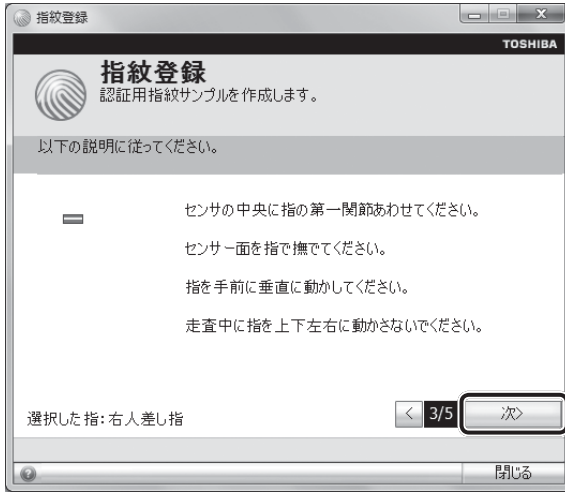 指紋登録
TOSHIBA
指紋登録
認証用指紋サンプルを作成します。
以下の説明に従ってください。
センサの中央に指の第一関節あわせてください。
センサー面を指で撫でてください。
指を手前に垂直に動かしてください。
走査中に指を上下左右に動かさないでください。
選択した指:右人差し指
< 3/5 次>
閉じる